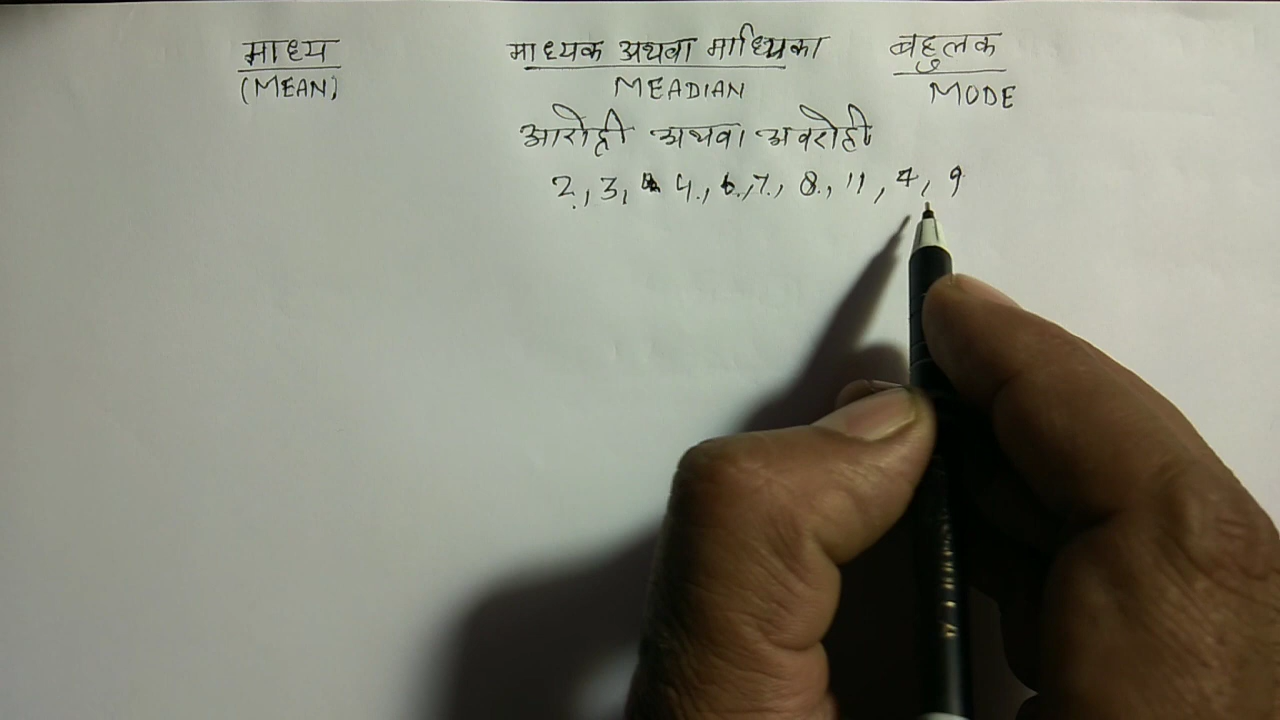 माध्य माध्यक अथवा माध्यिका बहुलक
(MEAN) MEADIAN MODE
आरोही अथवा अवरोही
2, 3, 4, 6, 7, 8, 11, 4, 9